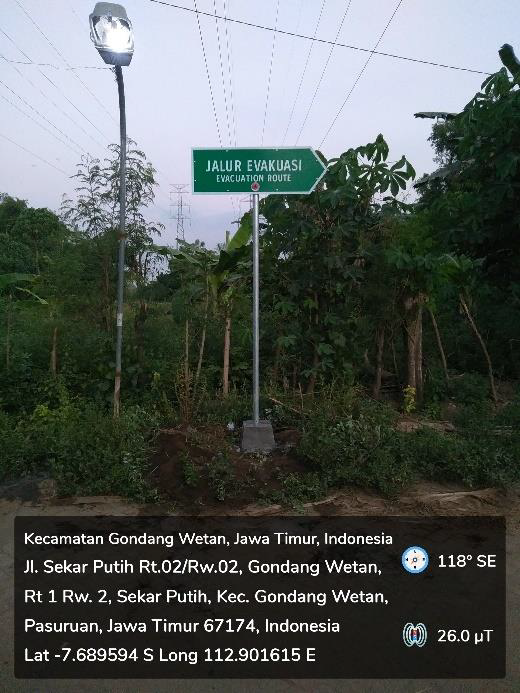 JALUR EVAKUASI
EVACUATION ROUTE
Kecamatan Gondang Wetan, Jawa Timur, Indonesia
Jl. Sekar Putih Rt.02/Rw.02, Gondang Wetan,
Rt 1 Rw. 2, Sekar Putih, Kec. Gondang Wetan,
Pasuruan, Jawa Timur 67174, Indonesia
Lat -7.689594 S Long 112.901615 E
118° SE
26.0 µT